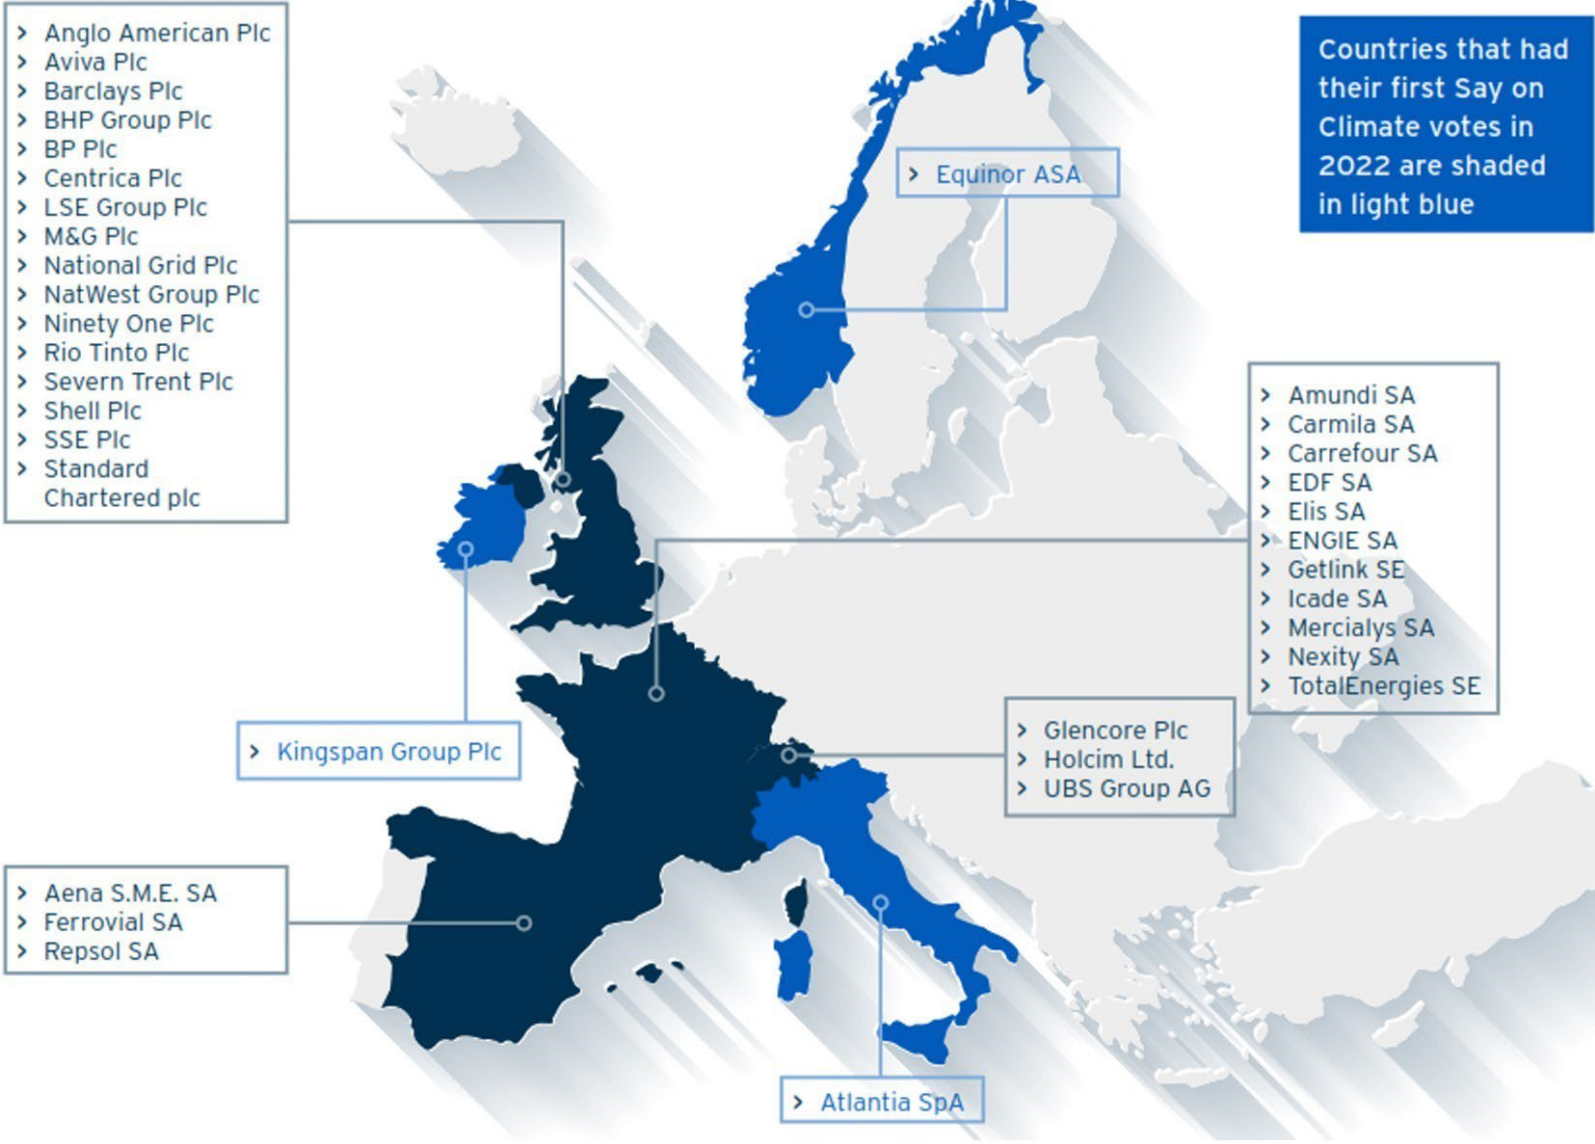 > Anglo American Plc
> Aviva Plc
> Barclays Plc
> BHP Group Plc
> BP Plc
> Centrica Plc
> LSE Group Plc
> M&G Plc
> National Grid Plc
> NatWest Group Plc
> Ninety One Plc
> Rio Tinto Plc
> Severn Trent Plc
> Shell Plc
> SSE Plc
> Standard
Chartered plc
Countries that had
their first Say on
Climate votes in
2022 are shaded
in light blue
> Equinor ASA
> Amundi SA
> Carmila SA
> Carrefour SA
> EDF SA
> Elis SA
> ENGIE SA
> Getlink SE
> Icade SA
> Mercialys SA
> Nexity SA
> TotalEnergies SE
> Kingspan Group Plc
> Glencore Plc
> Holcim Ltd.
> UBS Group AG
> Aena S.M.E. SA
> Ferrovial SA
> Repsol SA
> Atlantia SpA